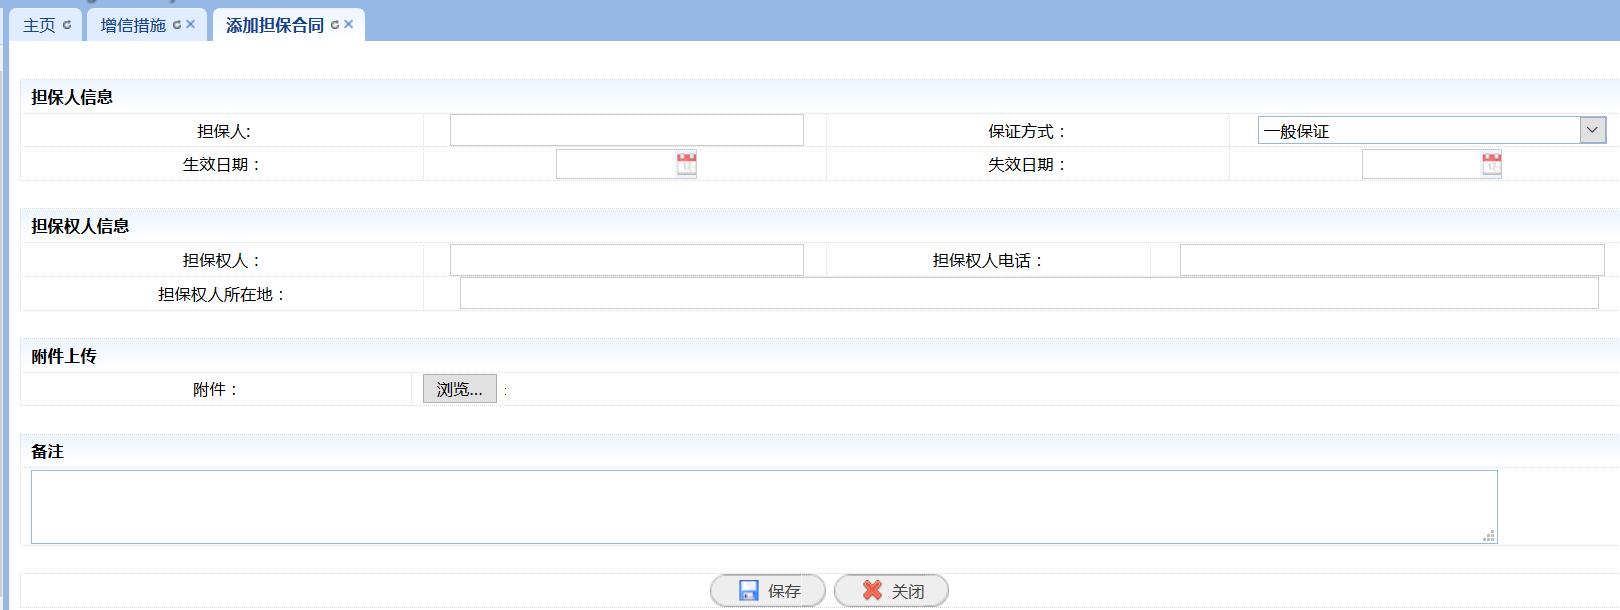 主页 增信措施 添加担保合同
担保人信息
担保人: 保证方式： 一般保证
生效日期： 失效日期：
担保权人信息
担保权人： 担保权人电话：
担保权人所在地：
附件上传
附件： 浏览... :
备注
保存 关闭